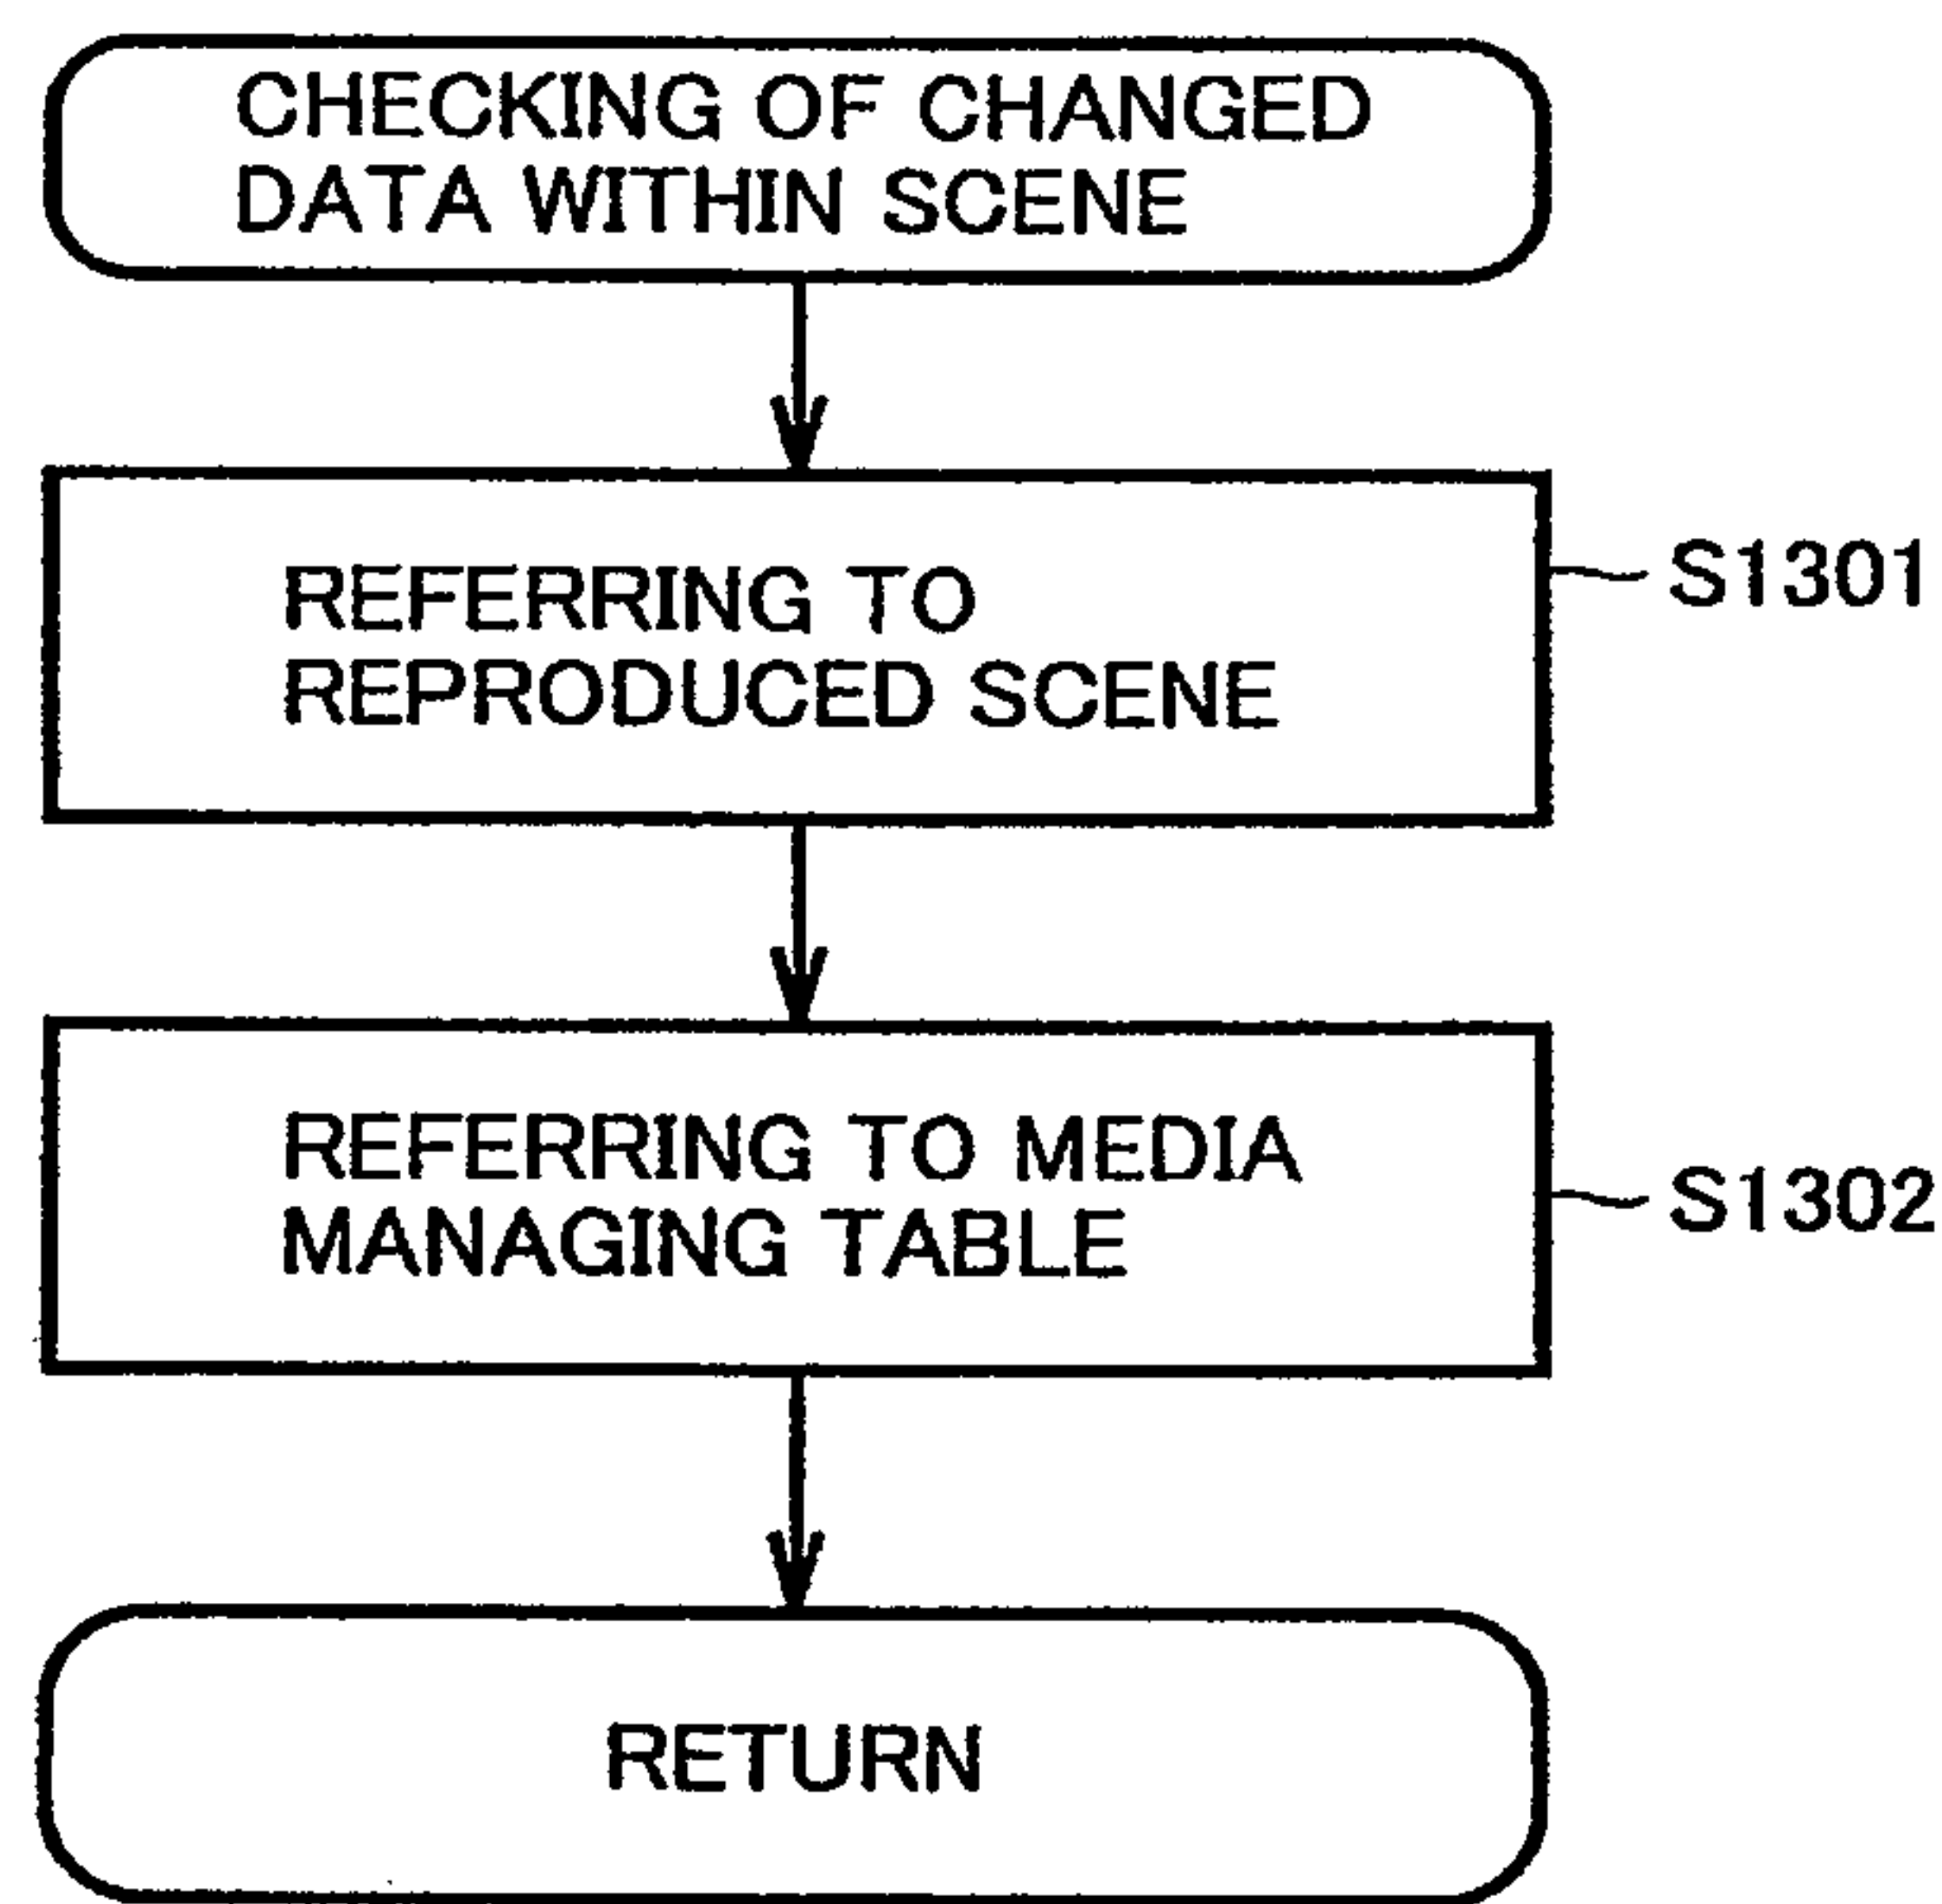 CHECKING OF CHANGED
DATA WITHIN SCENE
REFERRING TO
REPRODUCED SCENE
S1301
REFERRING TO MEDIA
MANAGING TABLE
S1302
RETURN